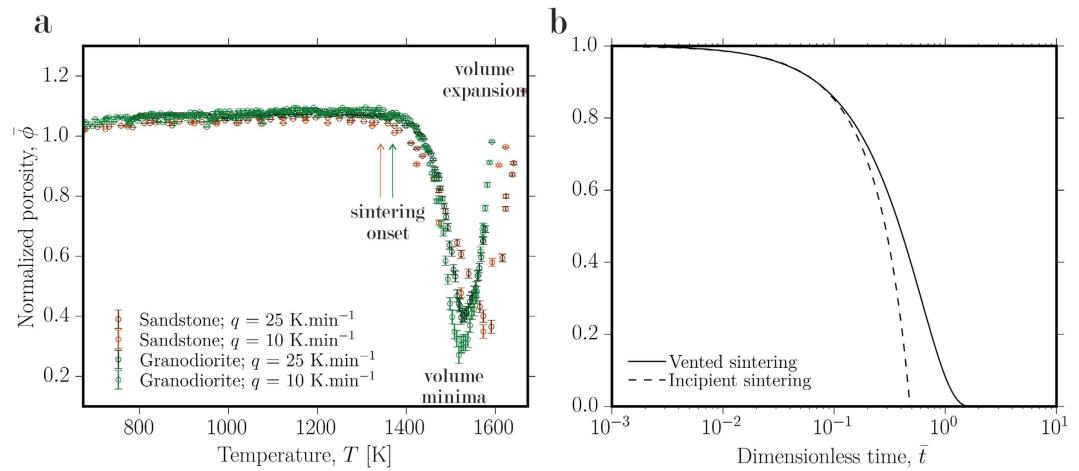 a
b
1.2
1.0
0.8
0.6
0.4
0.2
Normalized porosity, ϕ̄
volume
expansion
sintering
onset
Sandstone; q = 25 K.min⁻¹
Sandstone; q = 10 K.min⁻¹
Granodiorite; q = 25 K.min⁻¹
Granodiorite; q = 10 K.min⁻¹
volume
minima
800 1000 1200 1400 1600
Temperature, T [K]
1.0
0.8
0.6
0.4
0.2
0.0
Vented sintering
Incipient sintering
10⁻³ 10⁻² 10⁻¹ 10⁰ 10¹
Dimensionless time, t̄